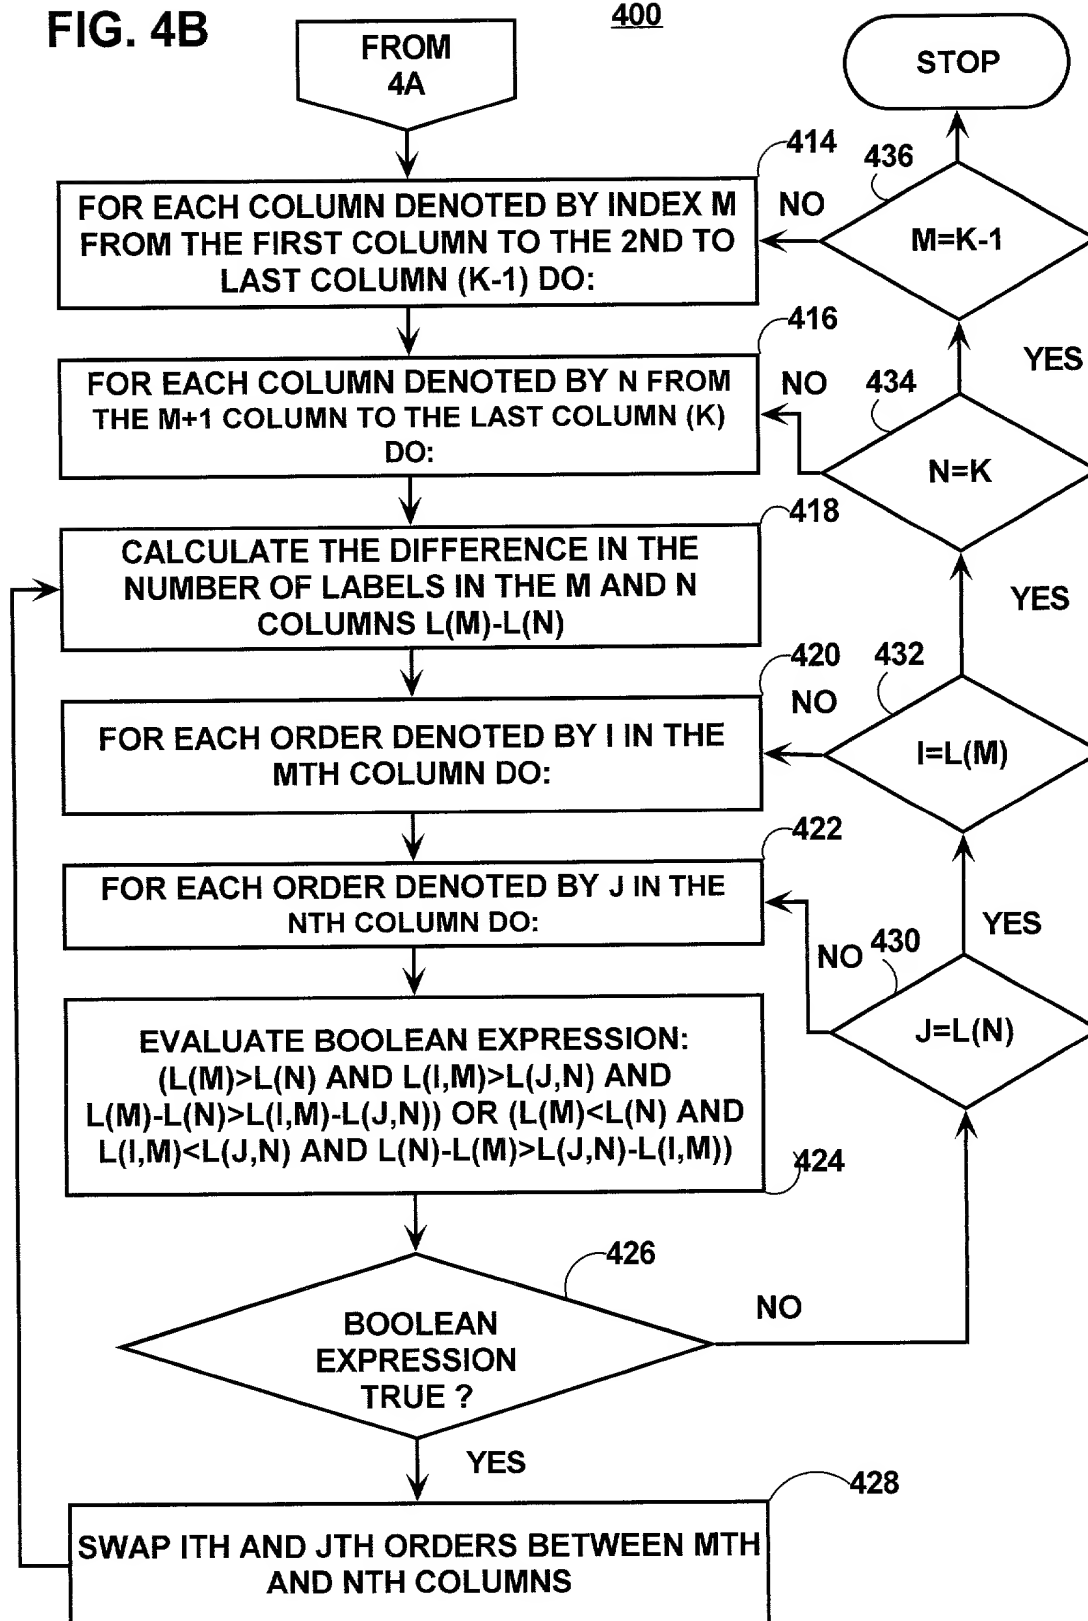 FIG. 4B
400
FROM
4A
STOP
414
436
FOR EACH COLUMN DENOTED BY INDEX M
FROM THE FIRST COLUMN TO THE 2ND TO
LAST COLUMN (K-1) DO:
NO
M=K-1
416
YES
434
FOR EACH COLUMN DENOTED BY N FROM
THE M+1 COLUMN TO THE LAST COLUMN (K)
DO:
NO
N=K
418
CALCULATE THE DIFFERENCE IN THE
NUMBER OF LABELS IN THE M AND N
COLUMNS L(M)-L(N)
YES
420
432
NO
FOR EACH ORDER DENOTED BY I IN THE
MTH COLUMN DO:
I=L(M)
422
FOR EACH ORDER DENOTED BY J IN THE
NTH COLUMN DO:
YES
NO
430
J=L(N)
EVALUATE BOOLEAN EXPRESSION:
(L(M)>L(N) AND L(I,M)>L(J,N) AND
L(M)-L(N)>L(I,M)-L(J,N)) OR (L(M)<L(N) AND
L(I,M)<L(J,N) AND L(N)-L(M)>L(J,N)-L(I,M))
424
426
BOOLEAN
EXPRESSION
TRUE ?
NO
YES
428
SWAP ITH AND JTH ORDERS BETWEEN MTH
AND NTH COLUMNS